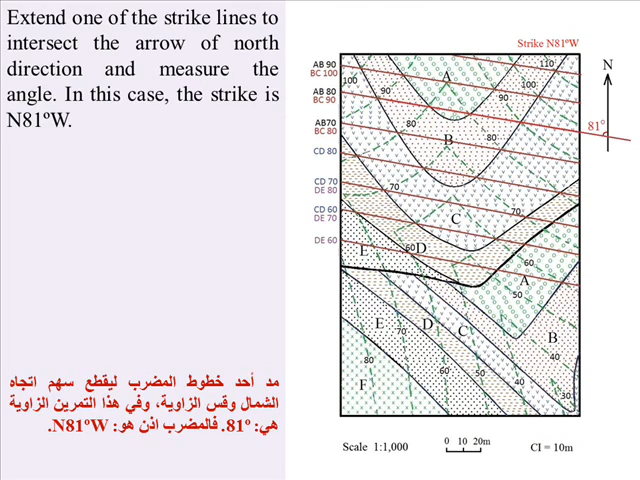 Extend one of the strike lines to
intersect the arrow of north
direction and measure the
angle. In this case, the strike is
N81ºW.
مد أحد خطوط المضرب ليقطع سهم اتجاه
الشمال وقس الزاوية، وفي هذا التمرين الزاوية
هي: 81º. فالمضرب اذن هو: N81ºW.
Strike N81ºW
N
81º
AB 90
BC 100
AB 80
BC 90
AB70
BC 80
CD 80
CD 70
DE 80
CD 60
DE 70
DE 60
110
100
A
100
90
90
80
B
80
70
C
70
60
D
E
60
A
50
E
70
D
C
B
40
80
F
60
50
40
30
Scale 1:1,000
0 10 20m
CI = 10m